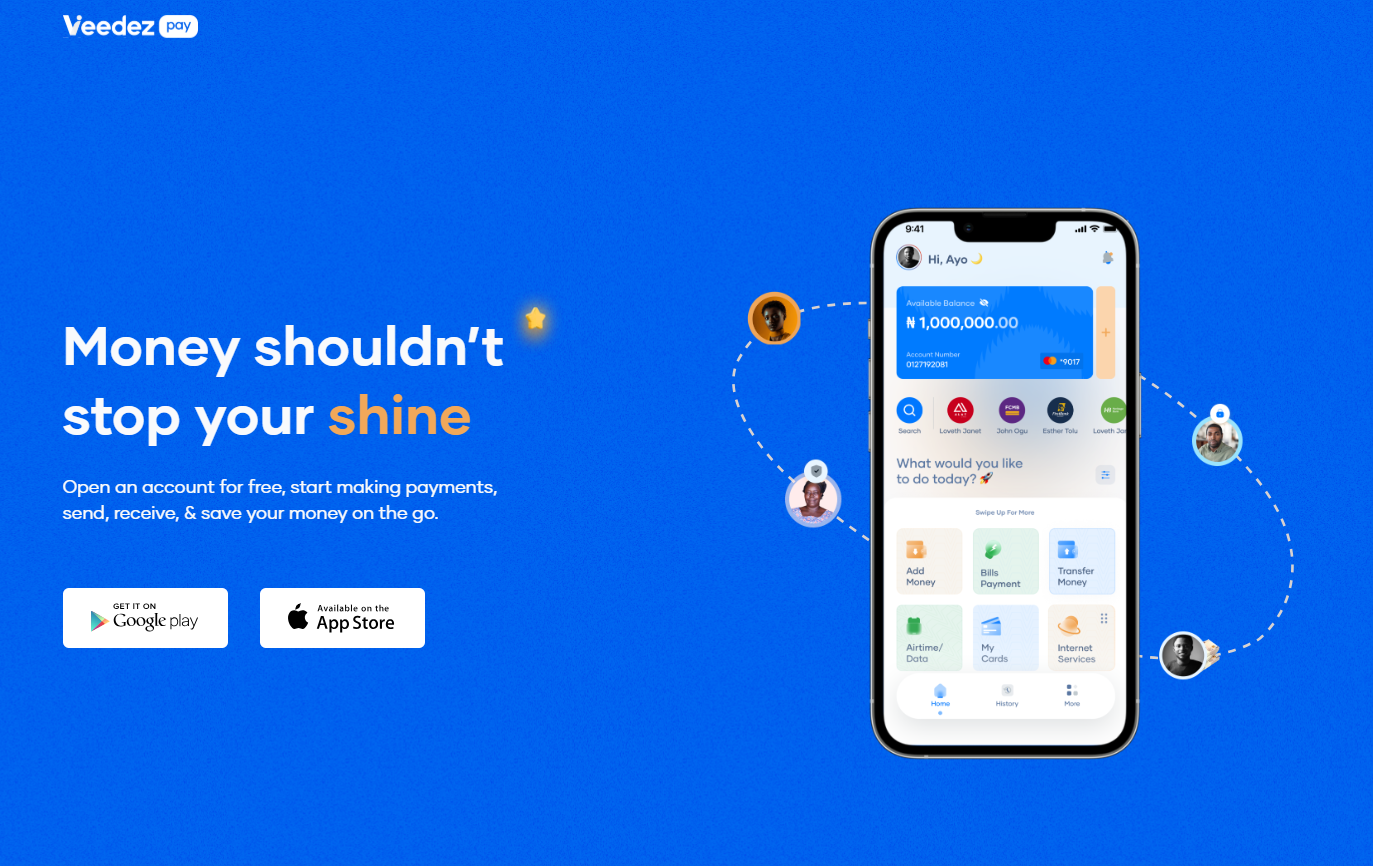 Veedez pay
Money shouldn't
stop your shine
Open an account for free, start making payments,
send, receive, & save your money on the go.
GET IT ON
Google play
Available on the
App Store
9:41
Hi, Ayo
Available Balance
₦ 1,000,000.00
Account Number
0127192081
*9017
+
FCMB
Search
Loveth Janet
John Ogu
Esther Tolu
Loveth Jan
What would you like
to do today?
Swipe Up For More
Add
Money
Bills
Payment
Transfer
Money
Airtime/
Data
My
Cards
Internet
Services
Home
History
More